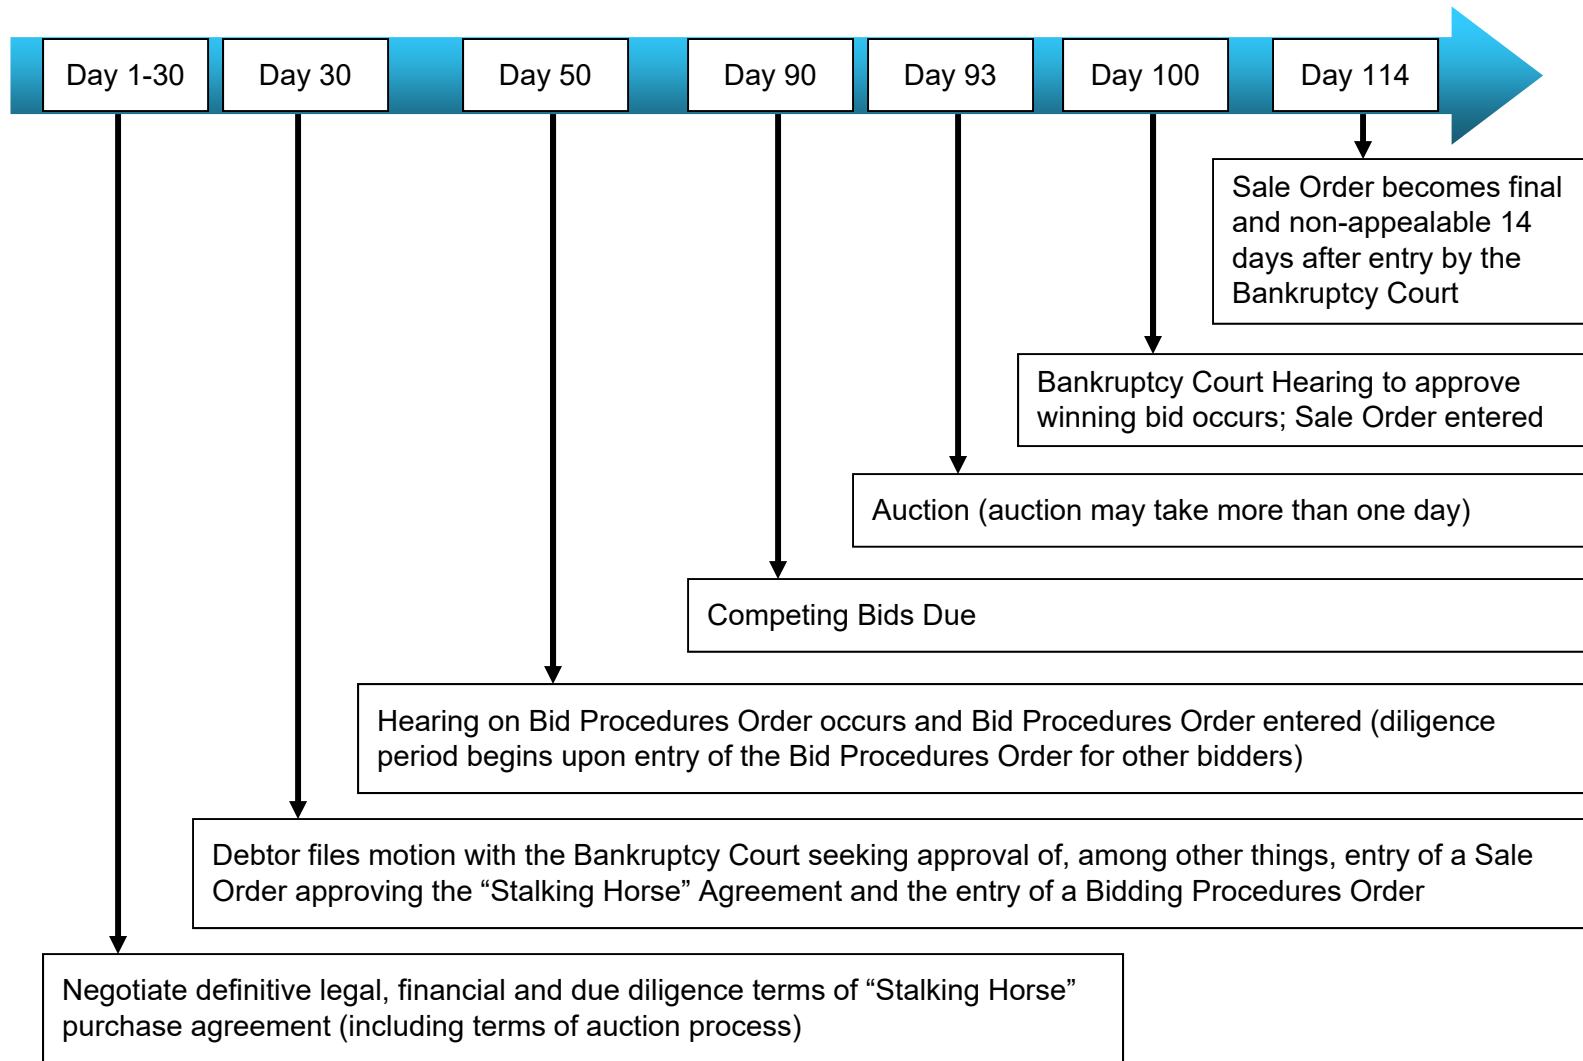 Day 1-30
Day 30
Day 50
Day 90
Day 93
Day 100
Day 114
Sale Order becomes final
and non-appealable 14
days after entry by the
Bankruptcy Court
Bankruptcy Court Hearing to approve
winning bid occurs; Sale Order entered
Auction (auction may take more than one day)
Competing Bids Due
Hearing on Bid Procedures Order occurs and Bid Procedures Order entered (diligence
period begins upon entry of the Bid Procedures Order for other bidders)
Debtor files motion with the Bankruptcy Court seeking approval of, among other things, entry of a Sale
Order approving the “Stalking Horse” Agreement and the entry of a Bidding Procedures Order
Negotiate definitive legal, financial and due diligence terms of “Stalking Horse”
purchase agreement (including terms of auction process)